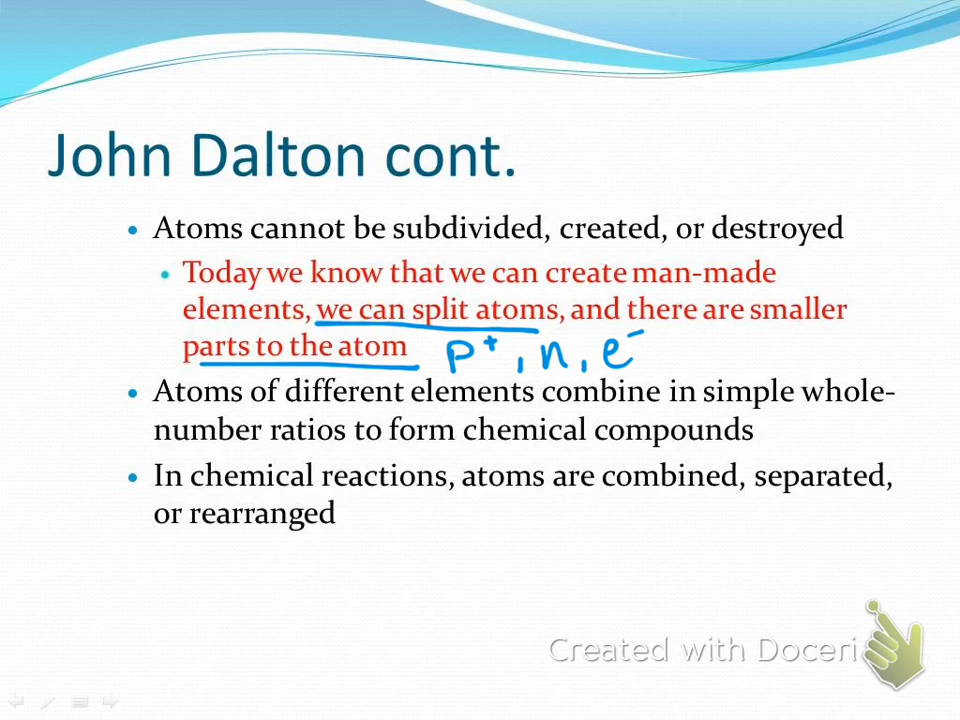 John Dalton cont.
• Atoms cannot be subdivided, created, or destroyed
• Today we know that we can create man-made
elements, we can split atoms, and there are smaller
parts to the atom p⁺, n, e⁻
• Atoms of different elements combine in simple whole-
number ratios to form chemical compounds
• In chemical reactions, atoms are combined, separated,
or rearranged
Created with Doceri